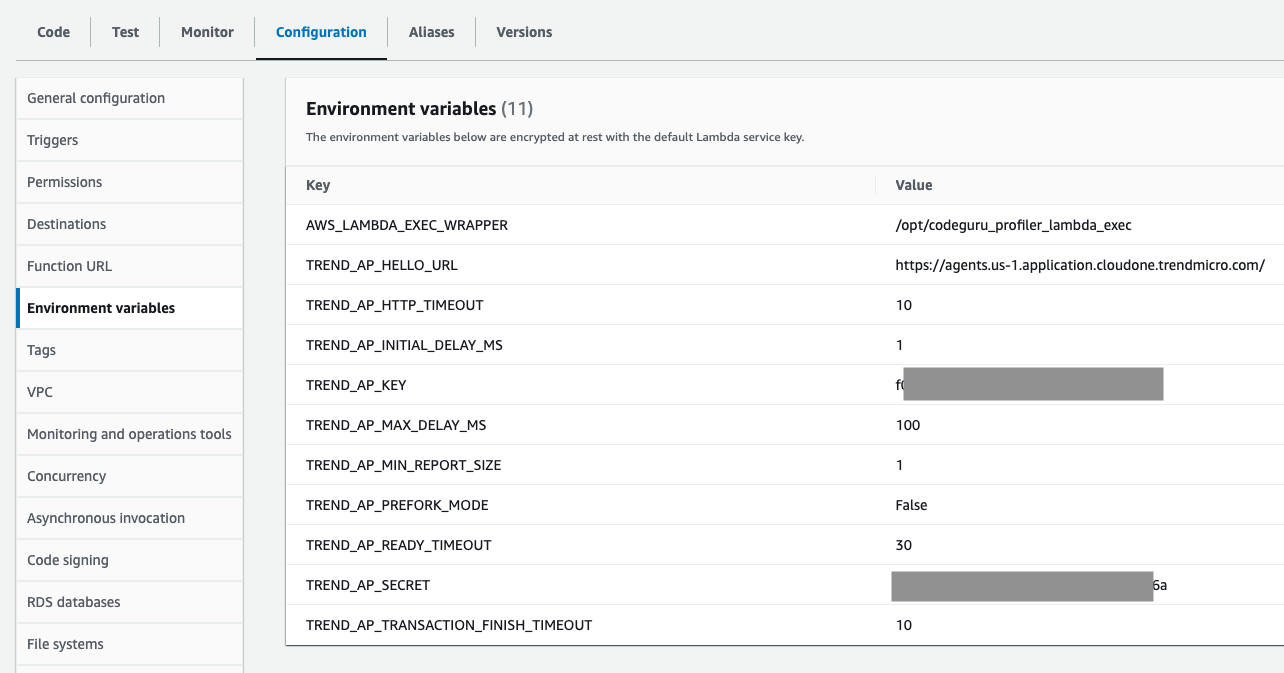 Code Test Monitor Configuration Aliases Versions
General configuration
Triggers
Permissions
Destinations
Function URL
Environment variables
Tags
VPC
Monitoring and operations tools
Concurrency
Asynchronous invocation
Code signing
RDS databases
File systems
Environment variables (11)
The environment variables below are encrypted at rest with the default Lambda service key.
Key Value
AWS_LAMBDA_EXEC_WRAPPER /opt/codeguru_profiler_lambda_exec
TREND_AP_HELLO_URL https://agents.us-1.application.cloudone.trendmicro.com/
TREND_AP_HTTP_TIMEOUT 10
TREND_AP_INITIAL_DELAY_MS 1
TREND_AP_KEY f
TREND_AP_MAX_DELAY_MS 100
TREND_AP_MIN_REPORT_SIZE 1
TREND_AP_PREFORK_MODE False
TREND_AP_READY_TIMEOUT 30
TREND_AP_SECRET 6a
TREND_AP_TRANSACTION_FINISH_TIMEOUT 10